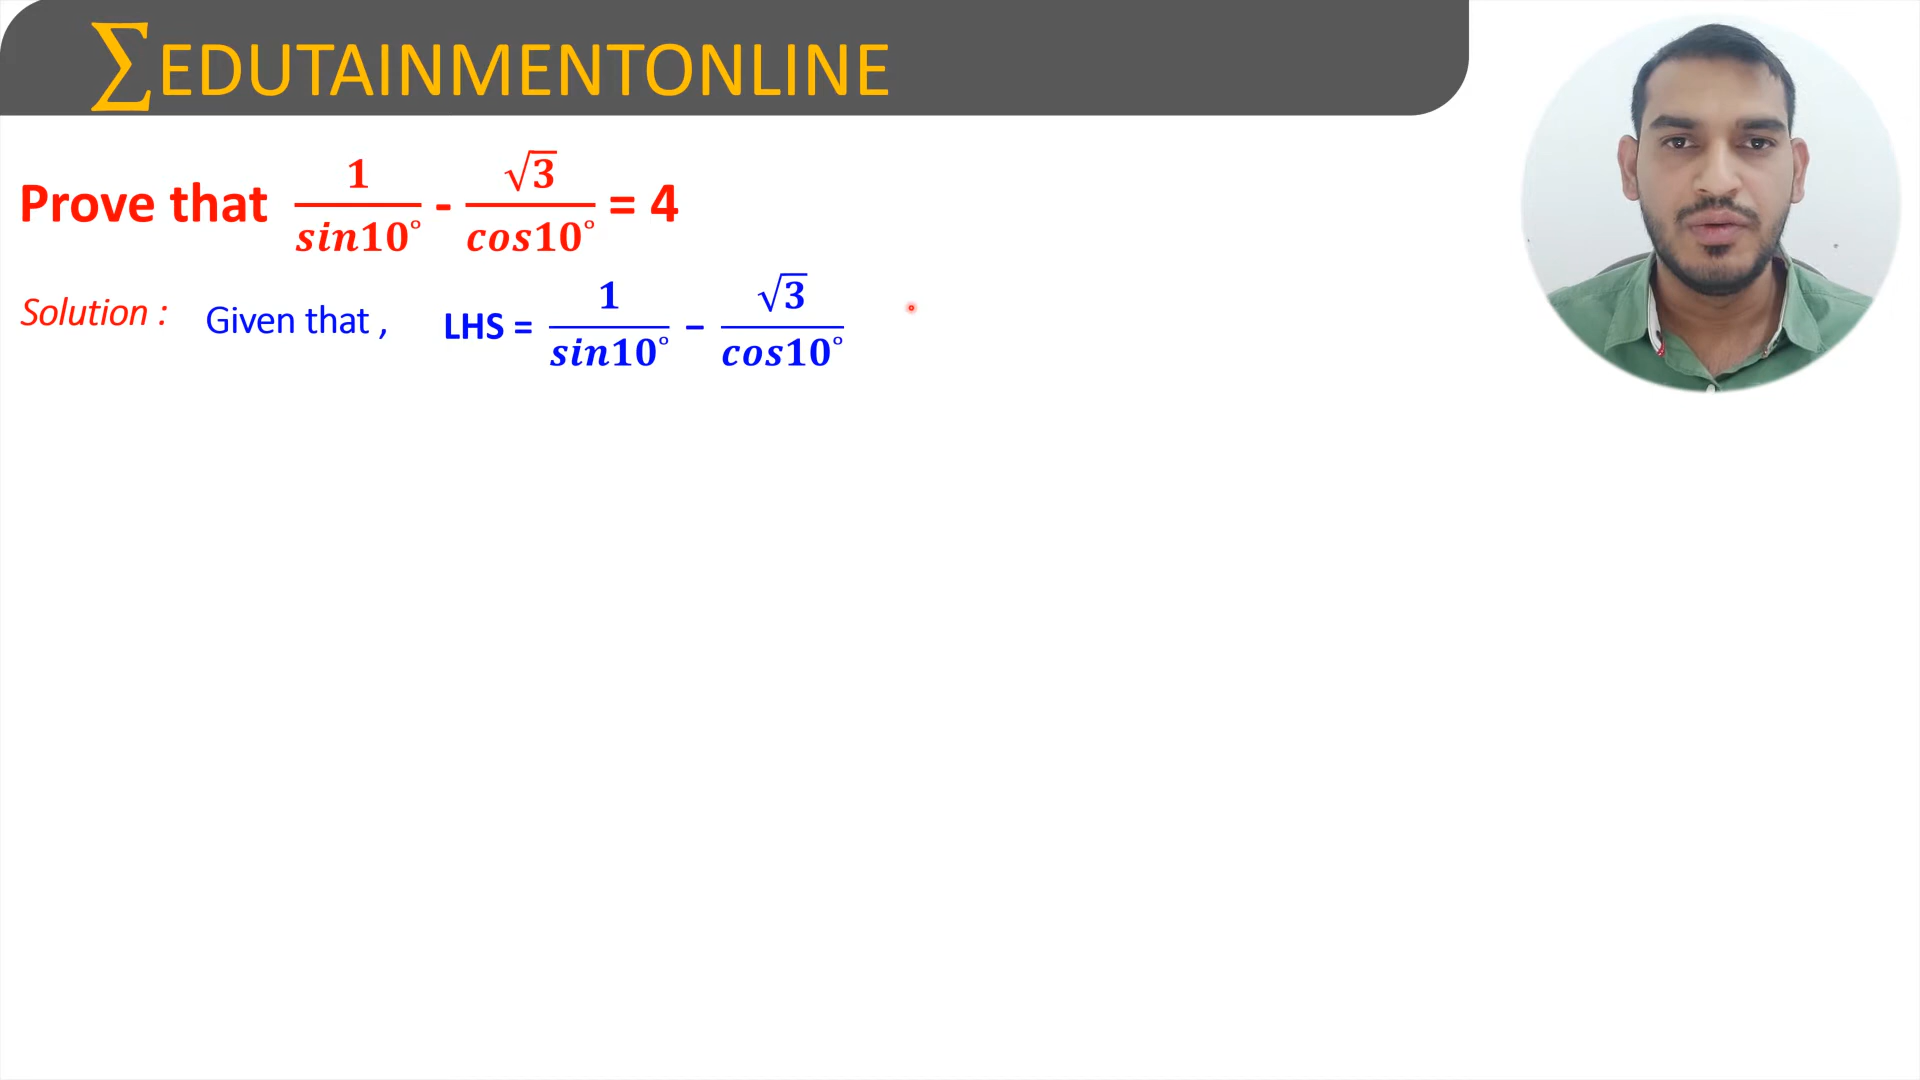 ∑EDUTAINMENTONLINE
Prove that 1/sin10° - √3/cos10° = 4
Solution : Given that , LHS = 1/sin10° − √3/cos10°